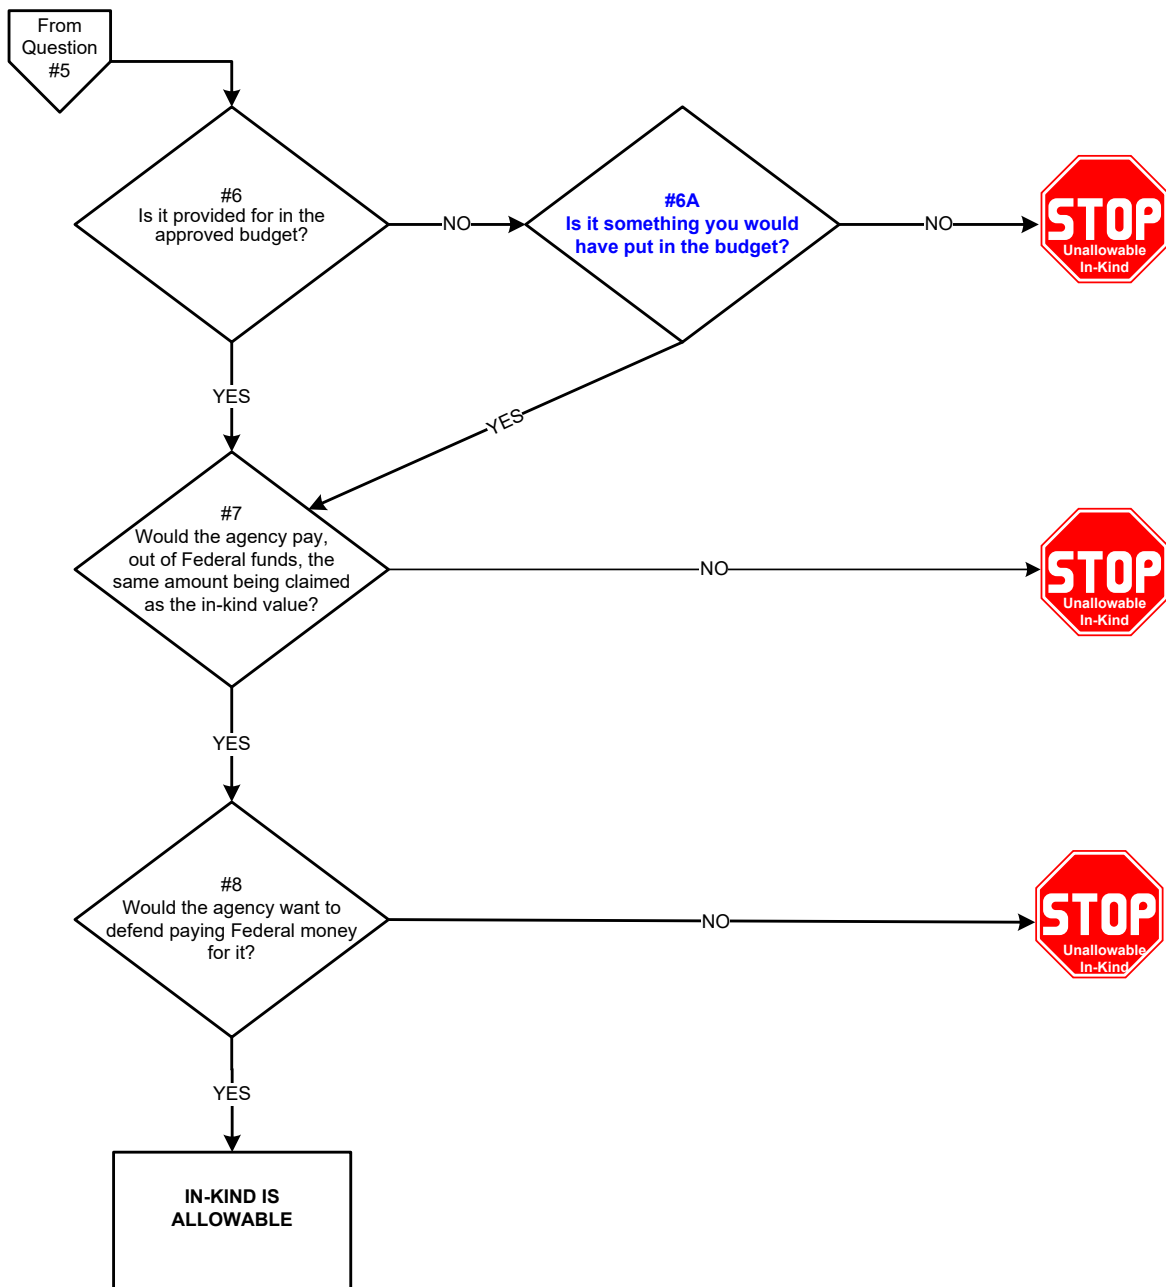 From
Question
#5
#6
Is it provided for in the
approved budget?
NO
#6A
Is it something you would
have put in the budget?
NO
STOP
Unallowable
In-Kind
YES
YES
#7
Would the agency pay,
out of Federal funds, the
same amount being claimed
as the in-kind value?
NO
STOP
Unallowable
In-Kind
YES
#8
Would the agency want to
defend paying Federal money
for it?
NO
STOP
Unallowable
In-Kind
YES
IN-KIND IS
ALLOWABLE